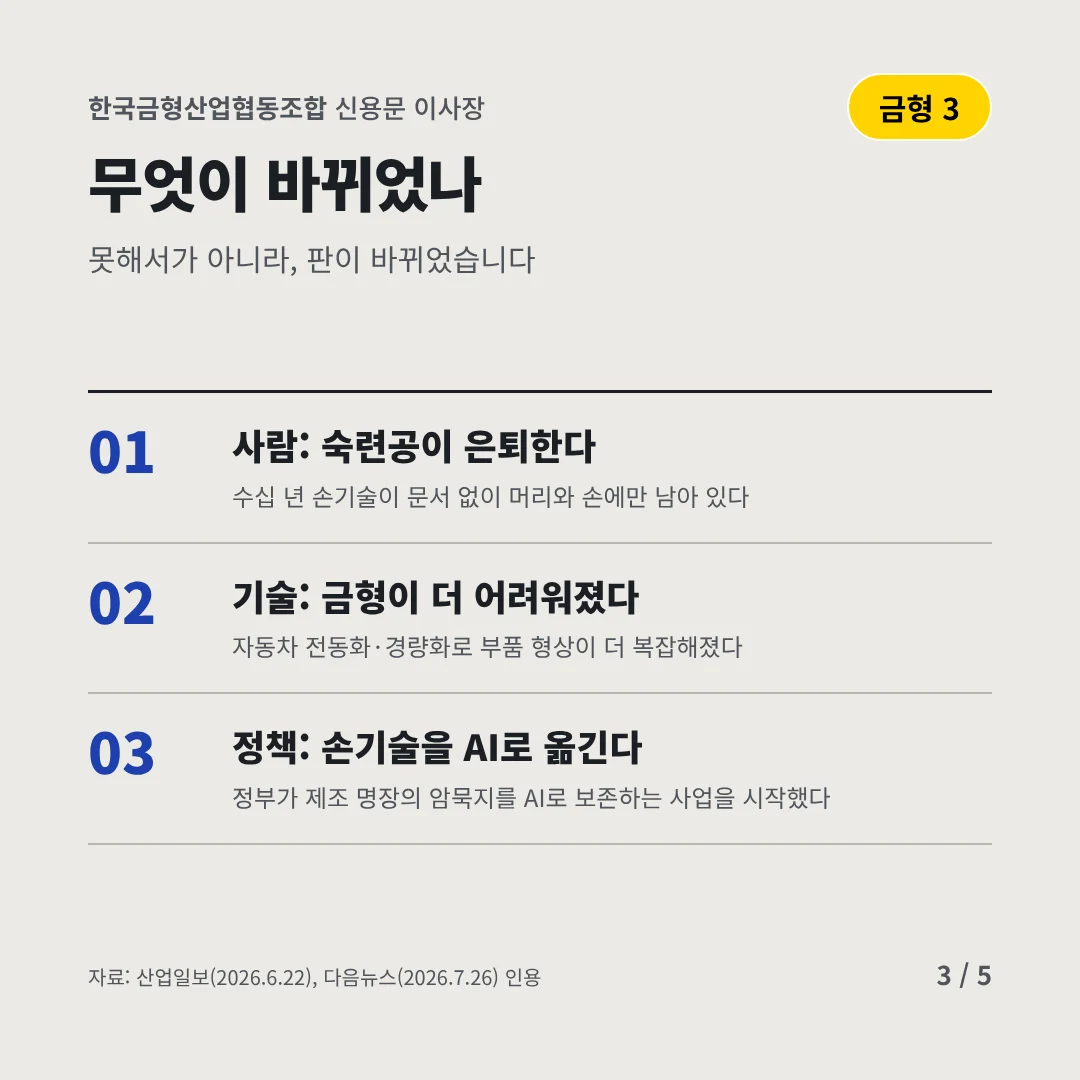 한국금형산업협동조합 신용문 이사장
금형 3
무엇이 바뀌었나
못해서가 아니라, 판이 바뀌었습니다
01
사람: 숙련공이 은퇴한다
수십 년 손기술이 문서 없이 머리와 손에만 남아 있다
02
기술: 금형이 더 어려워졌다
자동차 전동화·경량화로 부품 형상이 더 복잡해졌다
03
정책: 손기술을 AI로 옮긴다
정부가 제조 명장의 암묵지를 AI로 보존하는 사업을 시작했다
자료: 산업일보(2026.6.22), 다음뉴스(2026.7.26) 인용
3 / 5